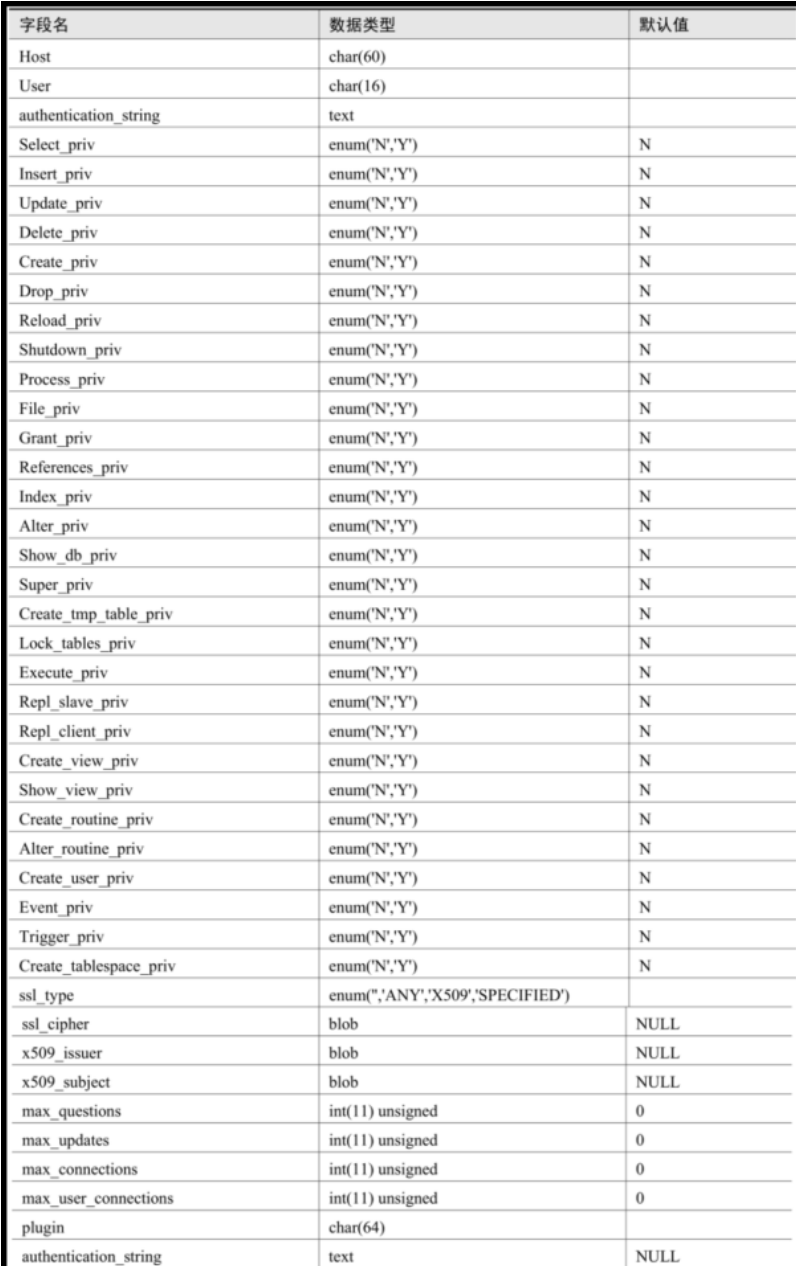 字段名 数据类型 默认值
Host char(60)
User char(16)
authentication_string text
Select_priv enum('N','Y') N
Insert_priv enum('N','Y') N
Update_priv enum('N','Y') N
Delete_priv enum('N','Y') N
Create_priv enum('N','Y') N
Drop_priv enum('N','Y') N
Reload_priv enum('N','Y') N
Shutdown_priv enum('N','Y') N
Process_priv enum('N','Y') N
File_priv enum('N','Y') N
Grant_priv enum('N','Y') N
References_priv enum('N','Y') N
Index_priv enum('N','Y') N
Alter_priv enum('N','Y') N
Show_db_priv enum('N','Y') N
Super_priv enum('N','Y') N
Create_tmp_table_priv enum('N','Y') N
Lock_tables_priv enum('N','Y') N
Execute_priv enum('N','Y') N
Repl_slave_priv enum('N','Y') N
Repl_client_priv enum('N','Y') N
Create_view_priv enum('N','Y') N
Show_view_priv enum('N','Y') N
Create_routine_priv enum('N','Y') N
Alter_routine_priv enum('N','Y') N
Create_user_priv enum('N','Y') N
Event_priv enum('N','Y') N
Trigger_priv enum('N','Y') N
Create_tablespace_priv enum('N','Y') N
ssl_type enum('','ANY','X509','SPECIFIED')
ssl_cipher blob NULL
x509_issuer blob NULL
x509_subject blob NULL
max_questions int(11) unsigned 0
max_updates int(11) unsigned 0
max_connections int(11) unsigned 0
max_user_connections int(11) unsigned 0
plugin char(64)
authentication_string text NULL